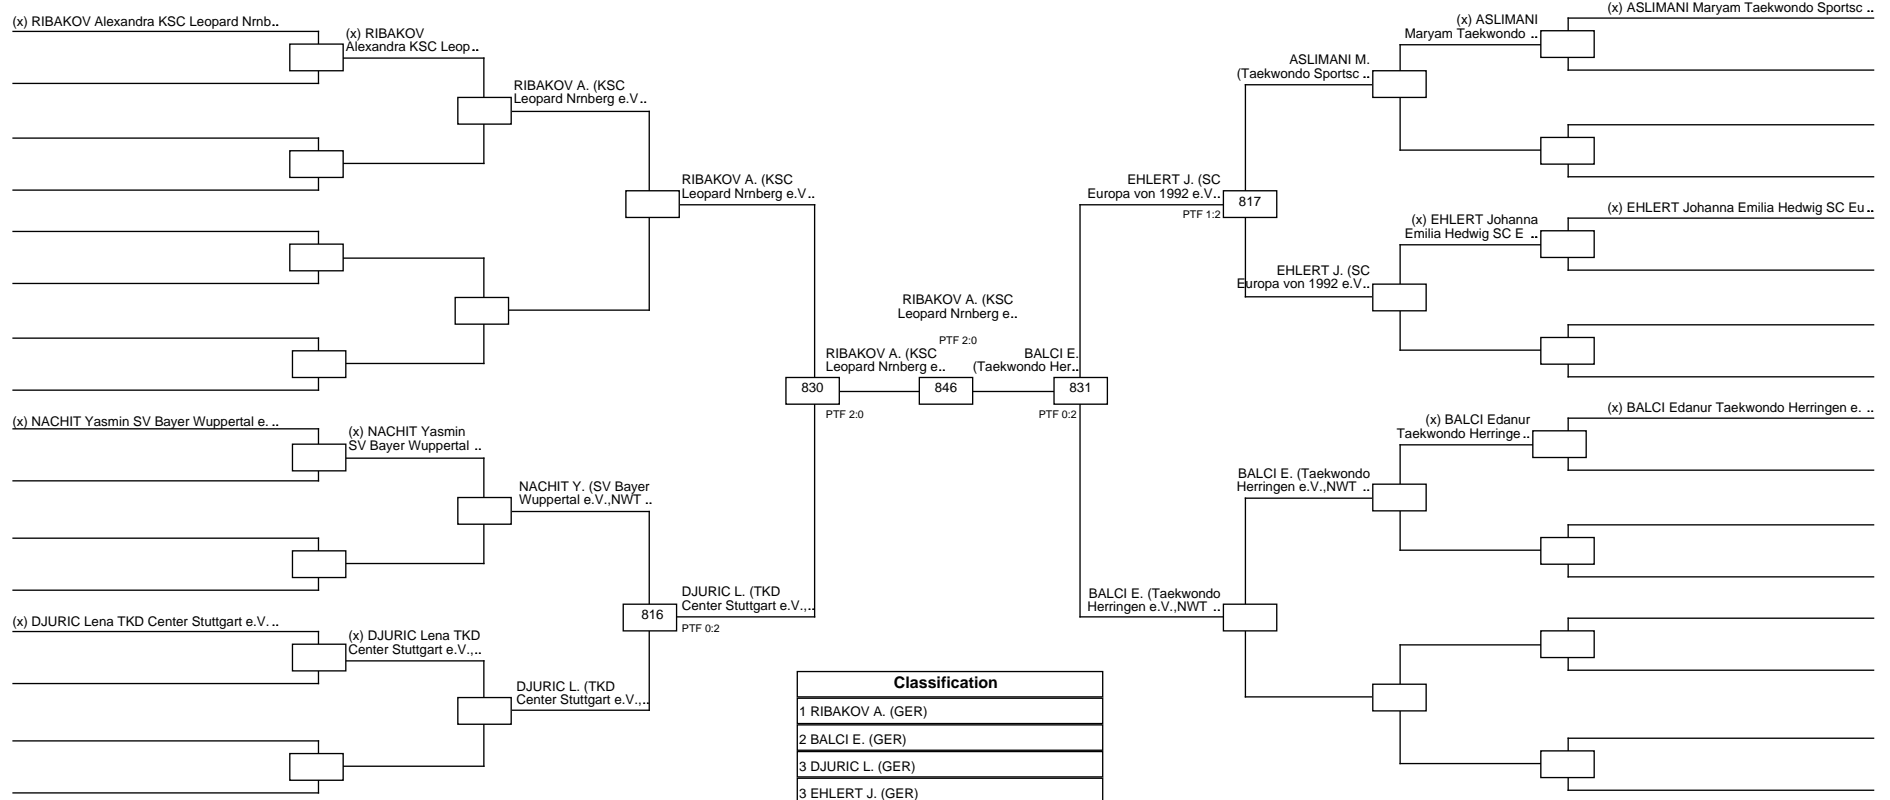 (x) RIBAKOV Alexandra KSC Leopard Nrnb..
(x) RIBAKOV
Alexandra KSC Leop..
RIBAKOV A. (KSC
Leopard Nrnberg e.V..
RIBAKOV A. (KSC
Leopard Nrnberg e.V..
(x) NACHIT Yasmin SV Bayer Wuppertal e. ..
(x) NACHIT Yasmin
SV Bayer Wuppertal ..
NACHIT Y. (SV Bayer
Wuppertal e.V.,NWT ..
(x) DJURIC Lena TKD Center Stuttgart e.V. ..
(x) DJURIC Lena TKD
Center Stuttgart e.V.,..
DJURIC L. (TKD
Center Stuttgart e.V.,..
816
DJURIC L. (TKD
Center Stuttgart e.V.,..
PTF 0:2
830
RIBAKOV A. (KSC
Leopard Nrnberg e..
PTF 2:0
RIBAKOV A. (KSC
Leopard Nrnberg e..
PTF 2:0
846
BALCI E.
(Taekwondo Her..
831
PTF 0:2
EHLERT J. (SC
Europa von 1992 e.V..
PTF 1:2
817
ASLIMANI M.
(Taekwondo Sportsc ..
(x) ASLIMANI
Maryam Taekwondo ..
(x) ASLIMANI Maryam Taekwondo Sportsc ..
EHLERT J. (SC
Europa von 1992 e.V..
(x) EHLERT Johanna
Emilia Hedwig SC E ..
(x) EHLERT Johanna Emilia Hedwig SC Eu..
BALCI E. (Taekwondo
Herringen e.V.,NWT ..
BALCI E. (Taekwondo
Herringen e.V.,NWT ..
(x) BALCI Edanur
Taekwondo Herringe ..
(x) BALCI Edanur Taekwondo Herringen e. ..
Classification
1 RIBAKOV A. (GER)
2 BALCI E. (GER)
3 DJURIC L. (GER)
3 EHLERT J. (GER)